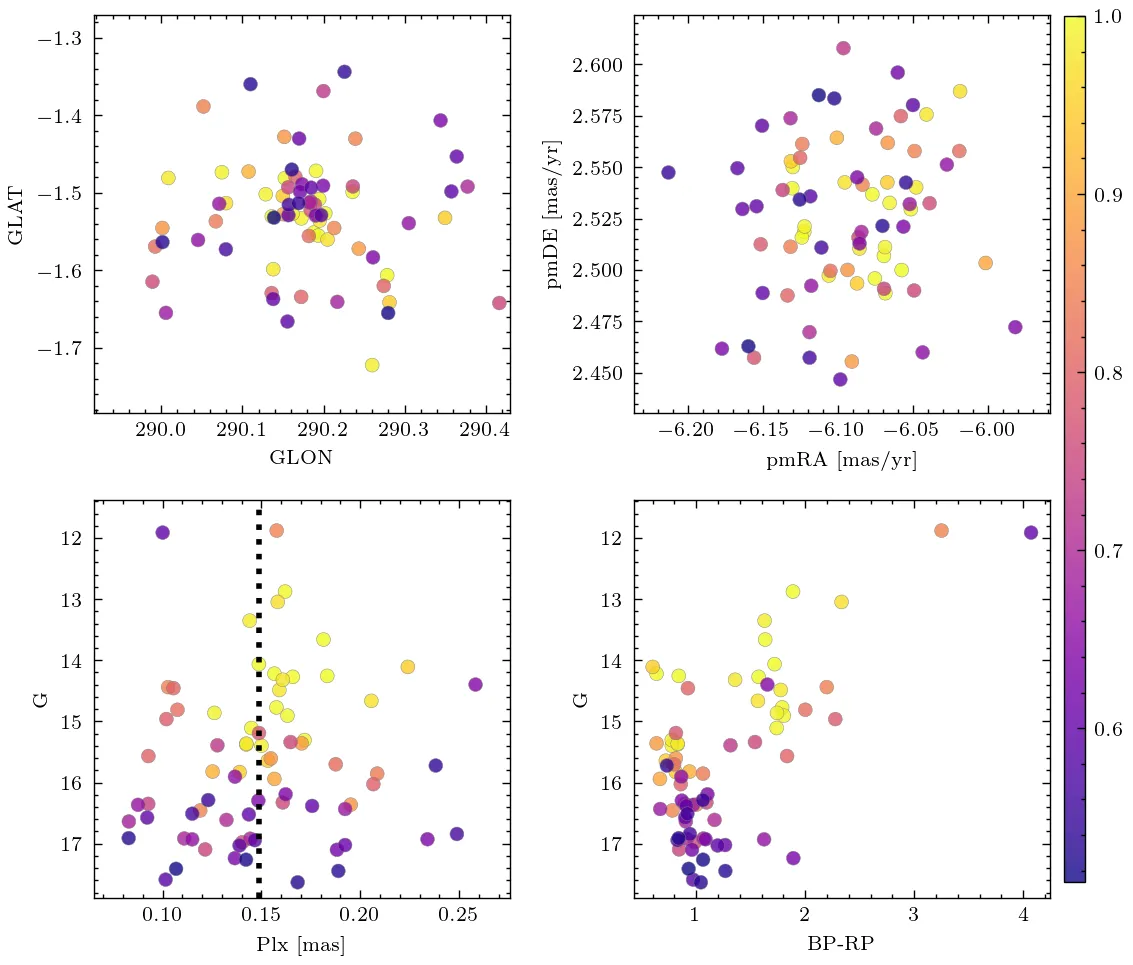 −1.3
−1.4
−1.5
−1.6
−1.7
GLAT
290.0 290.1 290.2 290.3 290.4
GLON
2.600
2.575
2.550
2.525
2.500
2.475
2.450
pmDE [mas/yr]
−6.20 −6.15 −6.10 −6.05 −6.00
pmRA [mas/yr]
12
13
14
15
16
17
G
0.10 0.15 0.20 0.25
Plx [mas]
12
13
14
15
16
17
G
1 2 3 4
BP-RP
1.0
0.9
0.8
0.7
0.6